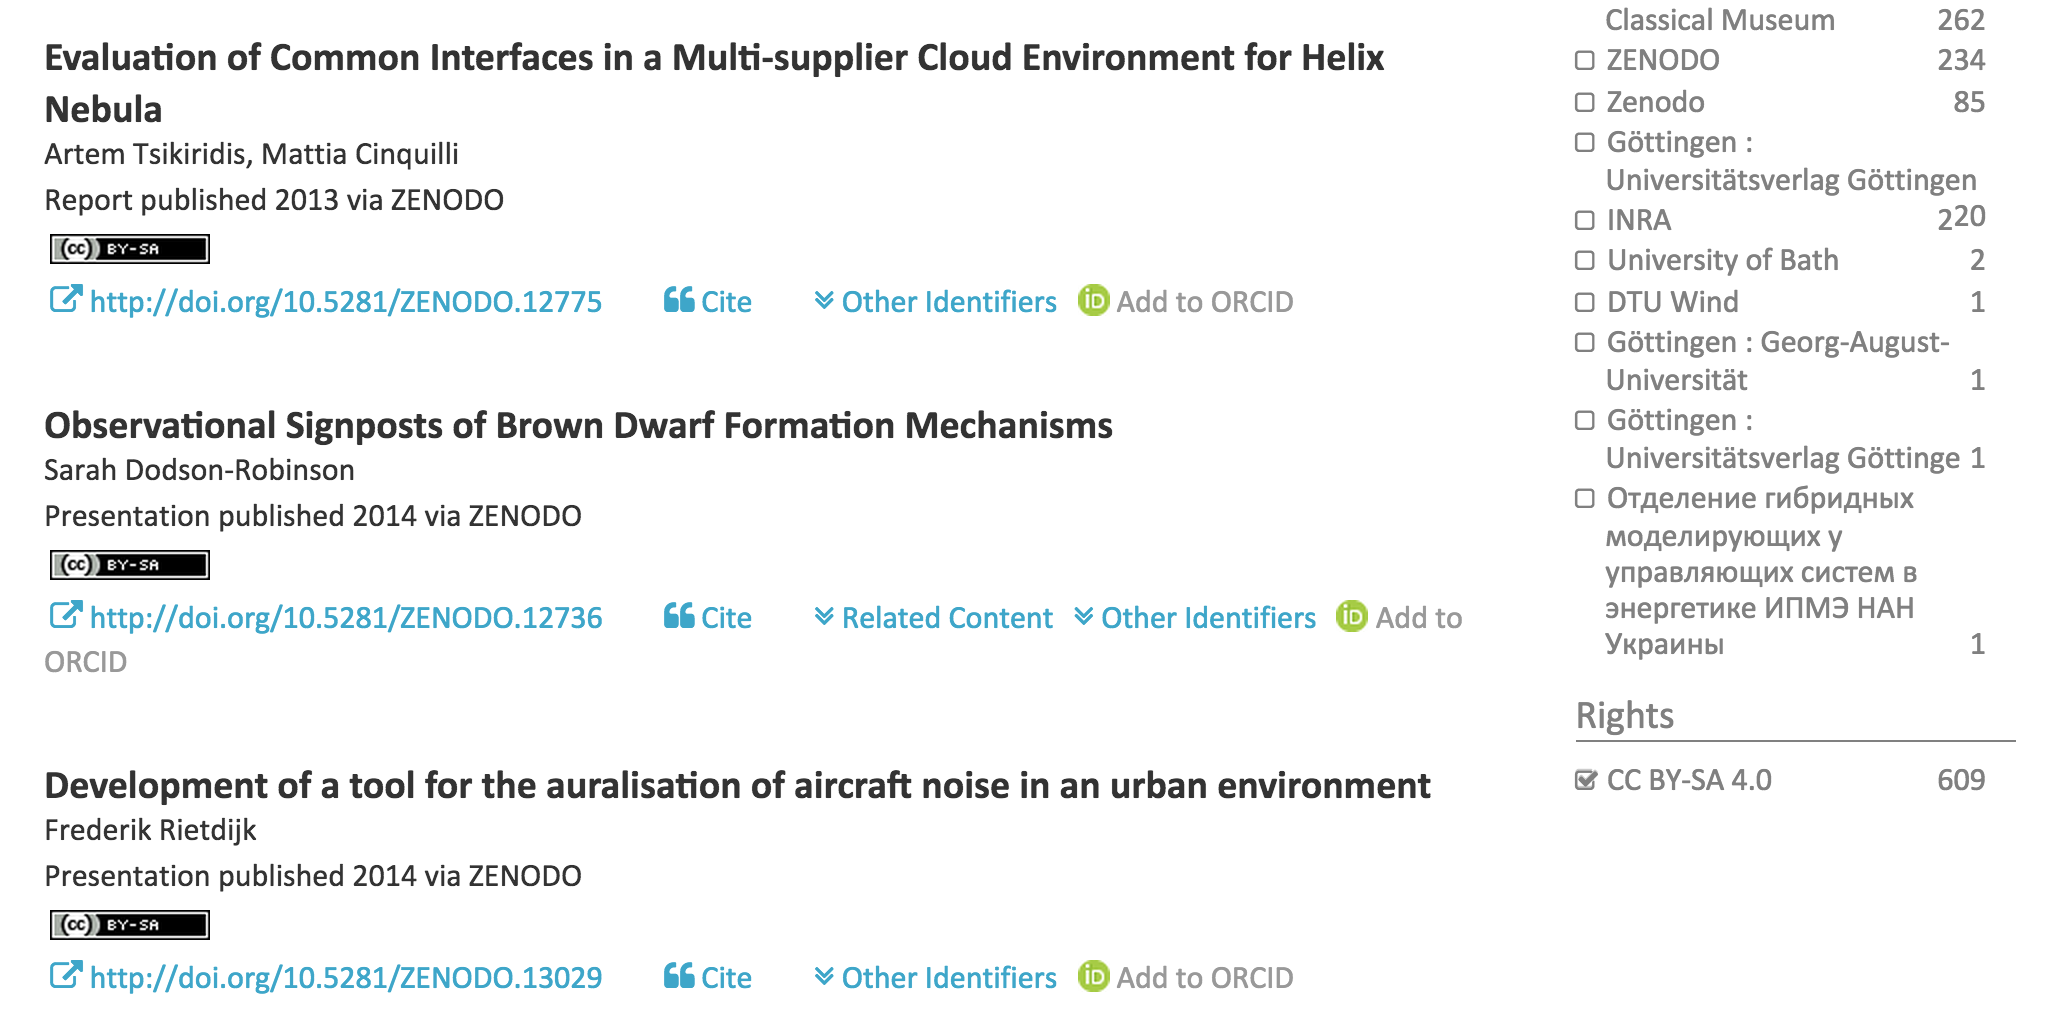 Evaluation of Common Interfaces in a Multi-supplier Cloud Environment for Helix
Nebula
Artem Tsikiridis, Mattia Cinquilli
Report published 2013 via ZENODO
(cc) BY-SA
http://doi.org/10.5281/ZENODO.12775 Cite Other Identifiers iD Add to ORCID
Observational Signposts of Brown Dwarf Formation Mechanisms
Sarah Dodson-Robinson
Presentation published 2014 via ZENODO
(cc) BY-SA
http://doi.org/10.5281/ZENODO.12736 Cite Related Content Other Identifiers iD Add to
ORCID
Development of a tool for the auralisation of aircraft noise in an urban environment
Frederik Rietdijk
Presentation published 2014 via ZENODO
(cc) BY-SA
http://doi.org/10.5281/ZENODO.13029 Cite Other Identifiers iD Add to ORCID
Classical Museum 262
ZENODO 234
Zenodo 85
Göttingen :
Universitätsverlag Göttingen
INRA 220
University of Bath 2
DTU Wind 1
Göttingen : Georg-August-
Universität 1
Göttingen :
Universitätsverlag Göttinge 1
Отделение гибридных
моделирующих у
управляющих систем в
энергетике ИПМЭ НАН
Украины 1
Rights
CC BY-SA 4.0 609